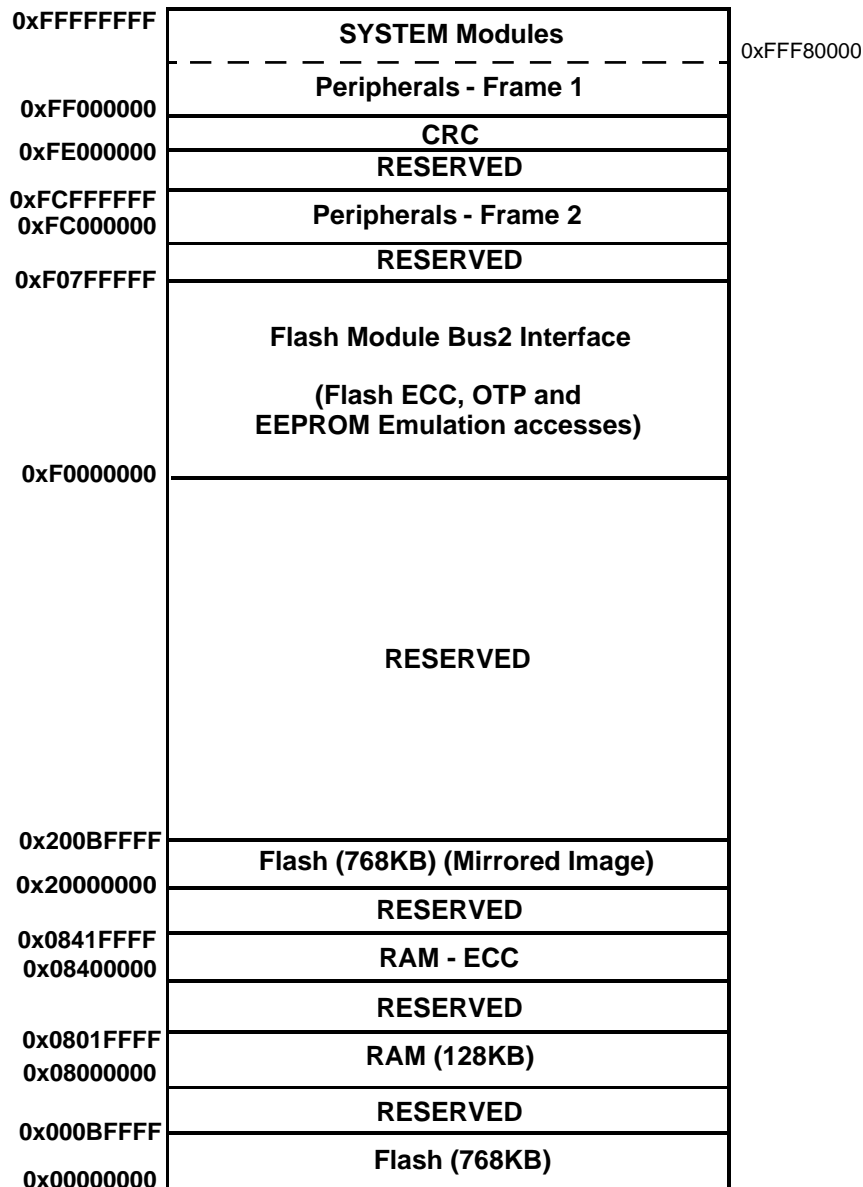 0xFFFFFFFF
SYSTEM Modules
0xFFF80000
Peripherals - Frame 1
0xFF000000
CRC
0xFE000000
RESERVED
0xFCFFFFFF
Peripherals - Frame 2
0xFC000000
RESERVED
0xF07FFFFF
Flash Module Bus2 Interface
(Flash ECC, OTP and
EEPROM Emulation accesses)
0xF0000000
RESERVED
0x200BFFFF
Flash (768KB) (Mirrored Image)
0x20000000
RESERVED
0x0841FFFF
RAM - ECC
0x08400000
RESERVED
0x0801FFFF
RAM (128KB)
0x08000000
RESERVED
0x000BFFFF
Flash (768KB)
0x00000000